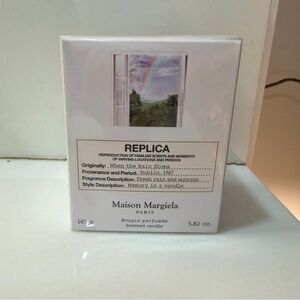 REPLICA
REPRODUCTION OF FAMILIAR SCENTS AND MOMENTS
OF VARYING LOCATIONS AND PERIODS
Originally: When the Rain Stops
Provenance and Period: Dublin, 1967
Fragrance Description: Fresh rain and sunrays
Style Description: Memory in a candle
Maison Margiela
PARIS
Bougie parfumée
Scented candle
5.82 oz.